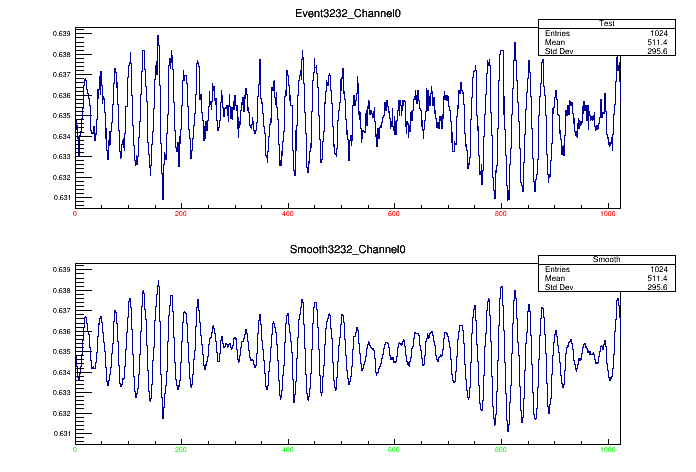 Event3232_Channel0
Test
Entries 1024
Mean 511.4
Std Dev 295.6
0.639
0.638
0.637
0.636
0.635
0.634
0.633
0.632
0.631
0 200 400 600 800 1000
Smooth3232_Channel0
Smooth
Entries 1024
Mean 511.4
Std Dev 295.6
0.639
0.638
0.637
0.636
0.635
0.634
0.633
0.632
0.631
0 200 400 600 800 1000